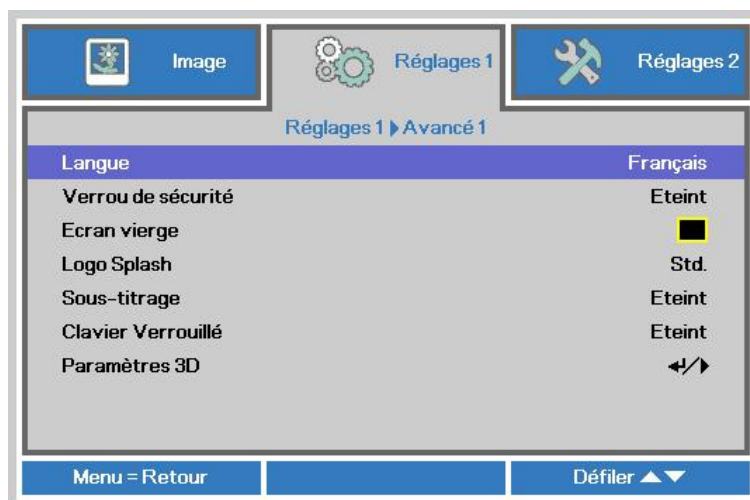 Image
Réglages 1
Réglages 2
Réglages 1 ▶ Avancé 1
Langue Français
Verrou de sécurité Eteint
Ecran vierge
Logo Splash Std.
Sous-titrage Eteint
Clavier Verrouillé Eteint
Paramètres 3D ↵/▶
Menu = Retour
Défiler ▲▼